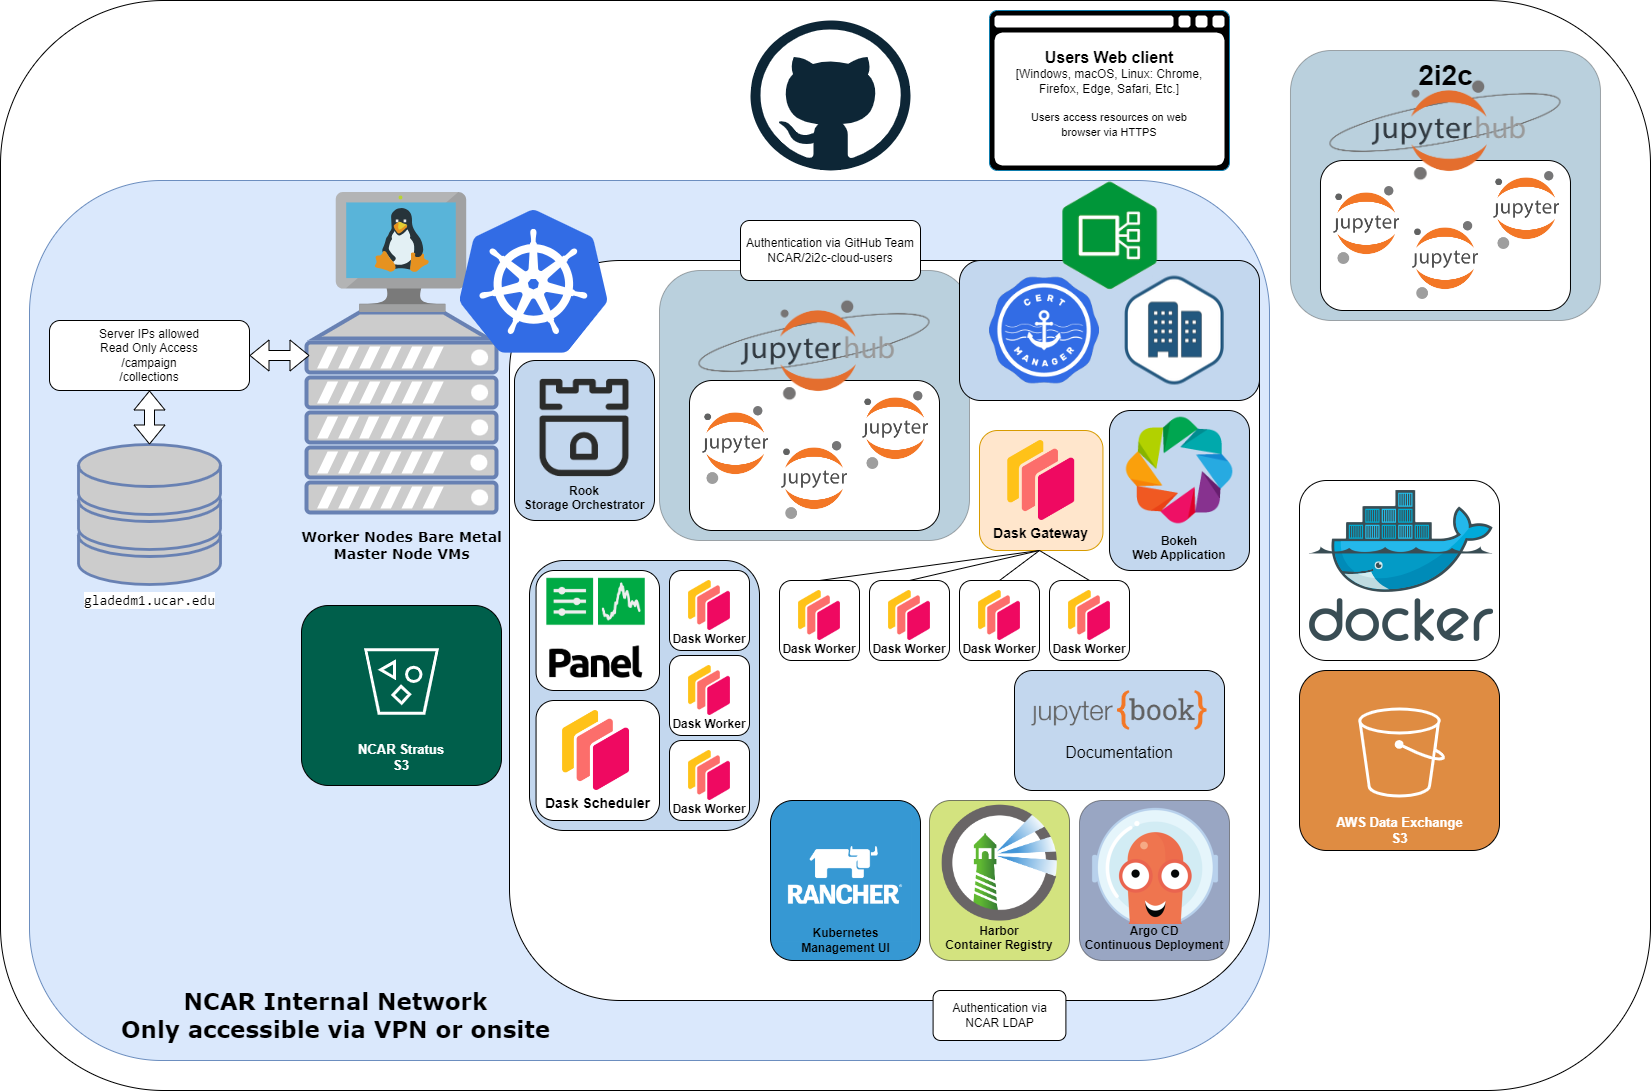 Users Web client
[Windows, macOS, Linux: Chrome,
Firefox, Edge, Safari, Etc.]
Users access resources on web
browser via HTTPS
2i2c
jupyterhub
jupyter
jupyter
jupyter
Authentication via GitHub Team
NCAR/2i2c-cloud-users
Server IPs allowed
Read Only Access
/campaign
/collections
gladedm1.ucar.edu
Worker Nodes Bare Metal
Master Node VMs
NCAR Stratus
S3
Rook
Storage Orchestrator
jupyterhub
jupyter
jupyter
jupyter
CERT
MANAGER
Dask Gateway
Bokeh
Web Application
Dask Worker
Dask Worker
Dask Worker
Dask Worker
Panel
Dask Scheduler
Dask Worker
Dask Worker
Dask Worker
jupyter {book}
Documentation
RANCHER
Kubernetes
Management UI
Harbor
Container Registry
Argo CD
Continuous Deployment
docker
AWS Data Exchange
S3
NCAR Internal Network
Only accessible via VPN or onsite
Authentication via
NCAR LDAP